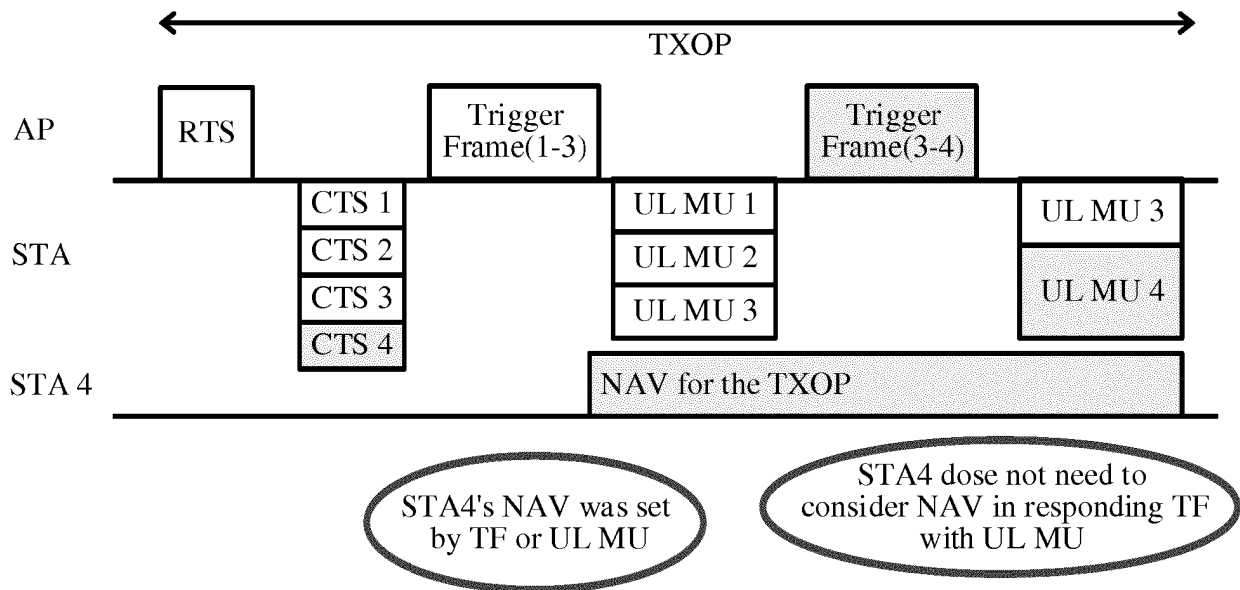 TXOP
AP
RTS
Trigger
Frame(1-3)
Trigger
Frame(3-4)
STA
CTS 1
CTS 2
CTS 3
CTS 4
UL MU 1
UL MU 2
UL MU 3
UL MU 3
UL MU 4
STA 4
NAV for the TXOP
STA4's NAV was set
by TF or UL MU
STA4 dose not need to
consider NAV in responding TF
with UL MU